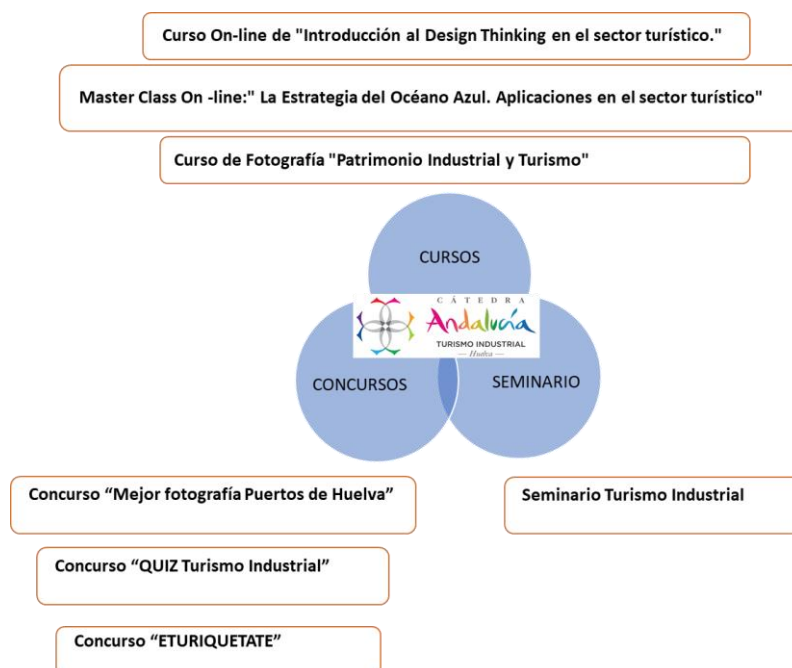 Curso On-line de "Introducción al Design Thinking en el sector turístico."
Master Class On -line:" La Estrategia del Océano Azul. Aplicaciones en el sector turístico"
Curso de Fotografía "Patrimonio Industrial y Turismo"
CURSOS
CÁTEDRA
Andalucía
TURISMO INDUSTRIAL
— Huelva —
CONCURSOS
SEMINARIO
Concurso “Mejor fotografía Puertos de Huelva”
Seminario Turismo Industrial
Concurso “QUIZ Turismo Industrial”
Concurso “ETURIQUETATE”